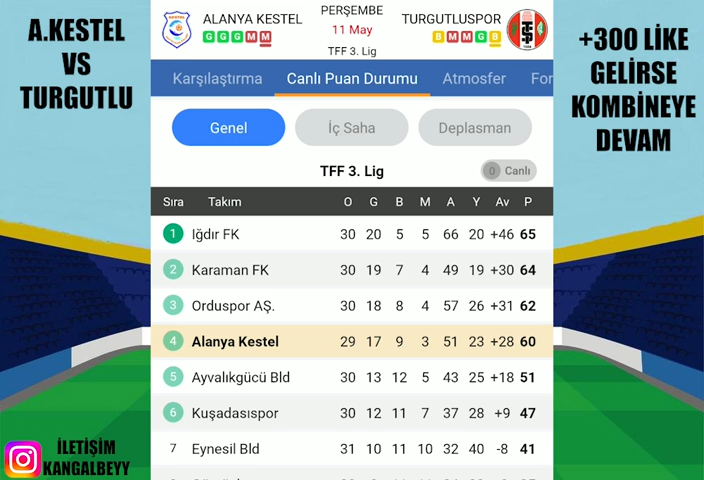 A.KESTEL
VS
TURGUTLU
ALANYA KESTEL
G G G M M
PERŞEMBE
11 May
TFF 3. Lig
TURGUTLUSPOR
B M M G B
+300 LİKE
GELİRSE
KOMBİNEYE
DEVAM
Karşılaştırma Canlı Puan Durumu Atmosfer For
Genel İç Saha Deplasman
TFF 3. Lig 0 Canlı
Sıra Takım O G B M A Y Av P
1 Iğdır FK 30 20 5 5 66 20 +46 65
2 Karaman FK 30 19 7 4 49 19 +30 64
3 Orduspor AŞ. 30 18 8 4 57 26 +31 62
4 Alanya Kestel 29 17 9 3 51 23 +28 60
5 Ayvalıkgücü Bld 30 13 12 5 43 25 +18 51
6 Kuşadasıspor 30 12 11 7 37 28 +9 47
7 Eynesil Bld 31 10 11 10 32 40 -8 41
İLETİŞİM
KANGALBEYY